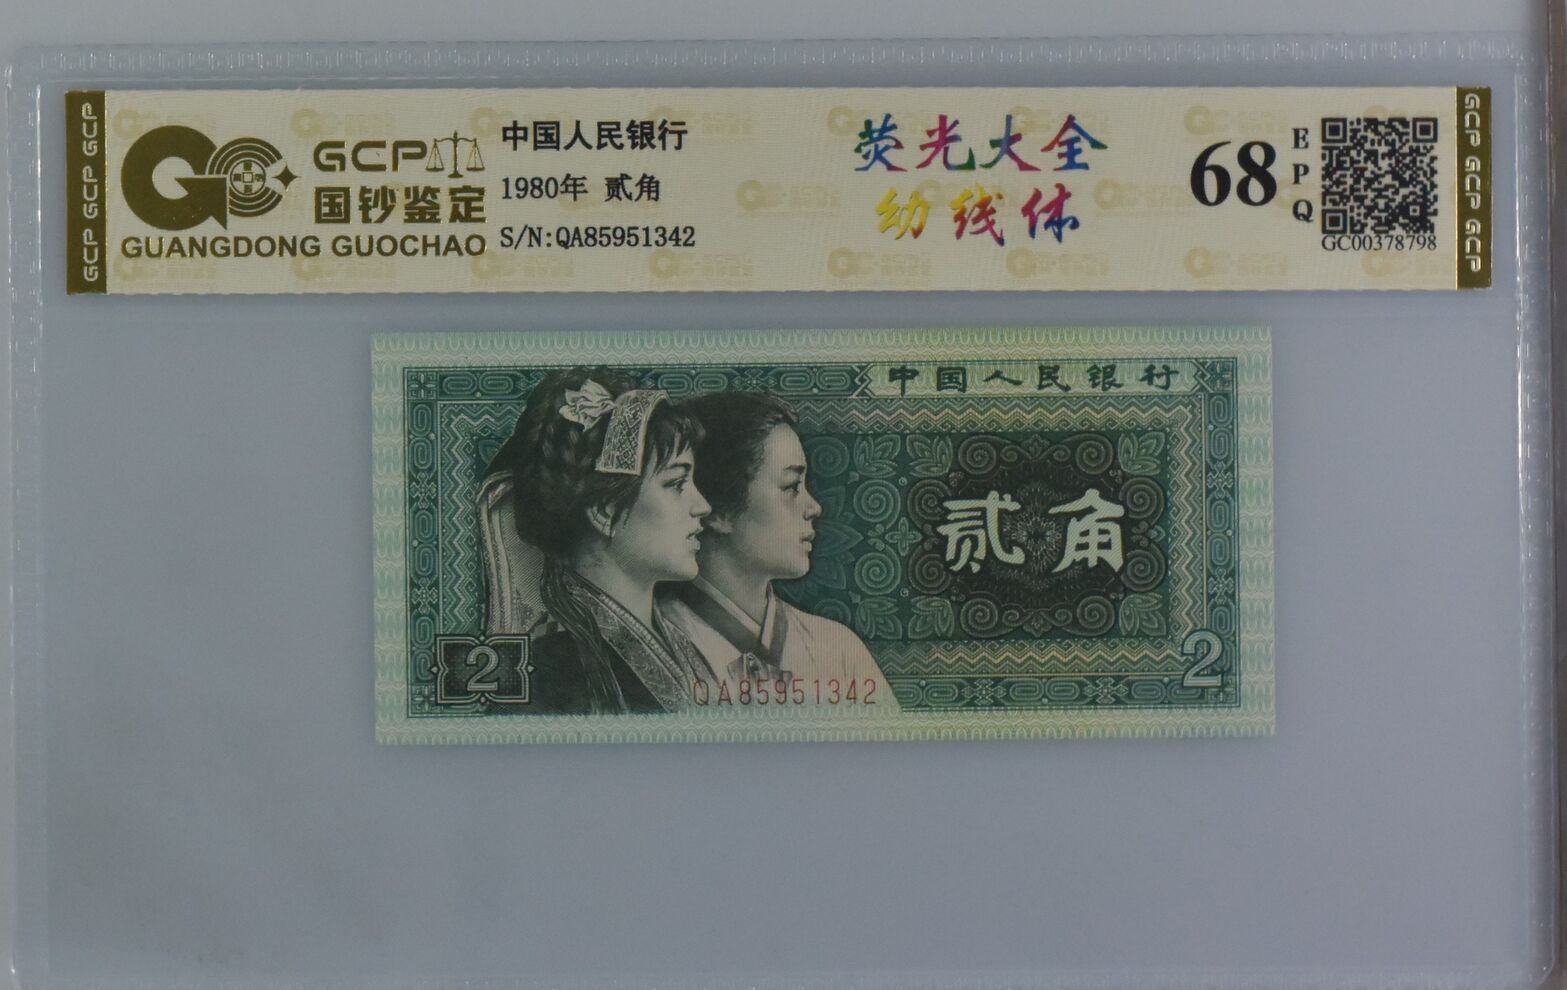 GCP GCP GCP
GCP
国钞鉴定
GUANGDONG GUOCHAO
中国人民银行
1980年 贰角
S/N:QA85951342
荧光大全
幼线体
68
EPQ
GC00378798
GCP GCP GCP
中国人民银行
贰角
2
2
QA85951342